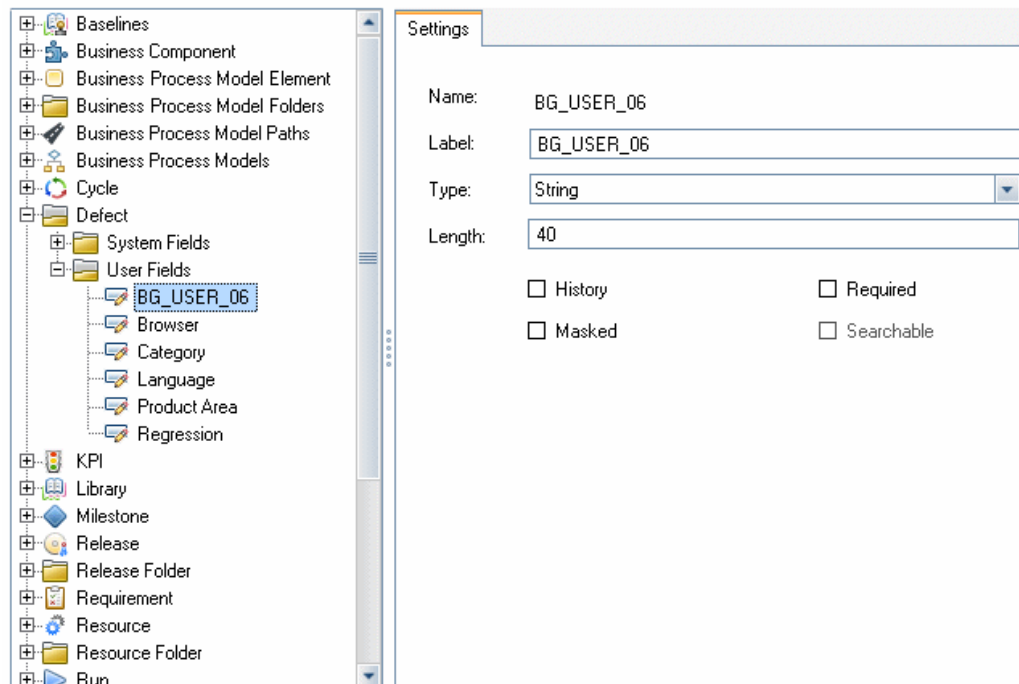 Baselines
Business Component
Business Process Model Element
Business Process Model Folders
Business Process Model Paths
Business Process Models
Cycle
Defect
System Fields
User Fields
BG_USER_06
Browser
Category
Language
Product Area
Regression
KPI
Library
Milestone
Release
Release Folder
Requirement
Resource
Resource Folder
Run
Settings
Name: BG_USER_06
Label: BG_USER_06
Type: String
Length: 40
History Required
Masked Searchable